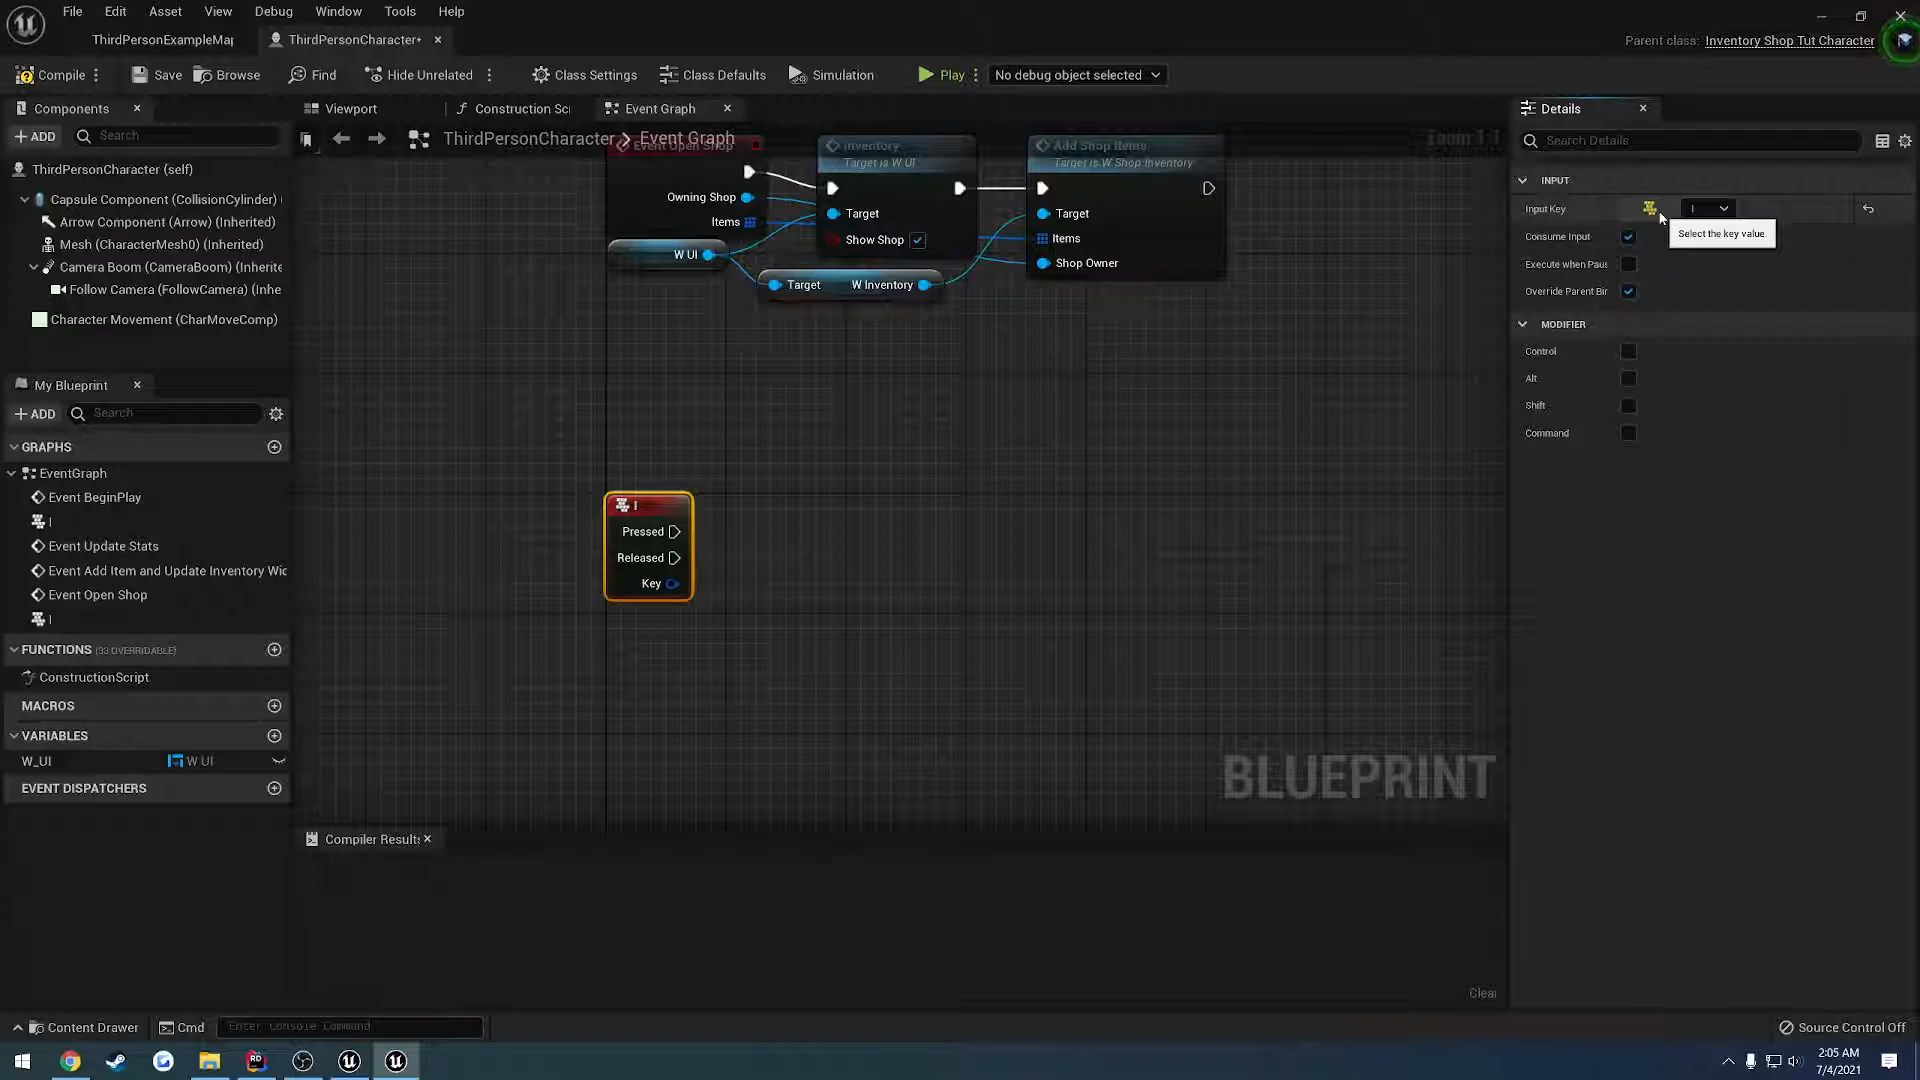 File Edit Asset View Debug Window Tools Help
ThirdPersonExampleMap ThirdPersonCharacter* Parent class: Inventory Shop Tut Character
Compile Save Browse Find Hide Unrelated Class Settings Class Defaults Simulation Play No debug object selected
Components Viewport Construction Sc Event Graph Details
ADD Search ThirdPersonCharacter > Event Graph Zoom 1:1 Search Details
ThirdPersonCharacter (self)
Capsule Component (CollisionCylinder) (
Arrow Component (Arrow) (Inherited)
Mesh (CharacterMesh0) (Inherited)
Camera Boom (CameraBoom) (Inherite
Follow Camera (FollowCamera) (Inhe
Character Movement (CharMoveComp)
Event Open Shop
Owning Shop
Items
W UI
Inventory
Target is W UI
Target
Show Shop
Target W Inventory
Add Shop Items
Target is W Shop Inventory
Target
Items
Shop Owner
INPUT
Input Key I
Select the key value.
Consume Input
Execute when Paus
Override Parent Bin
MODIFIER
Control
Alt
Shift
Command
My Blueprint
ADD Search
GRAPHS
EventGraph
Event BeginPlay
I
Event Update Stats
Event Add Item and Update Inventory Wid
Event Open Shop
I
FUNCTIONS (33 OVERRIDABLE)
ConstructionScript
MACROS
VARIABLES
W_UI W UI
EVENT DISPATCHERS
I
Pressed
Released
Key
BLUEPRINT
Compiler Results
Clear
Content Drawer Cmd Enter Console Command Source Control Off
RD
2:05 AM
7/4/2021